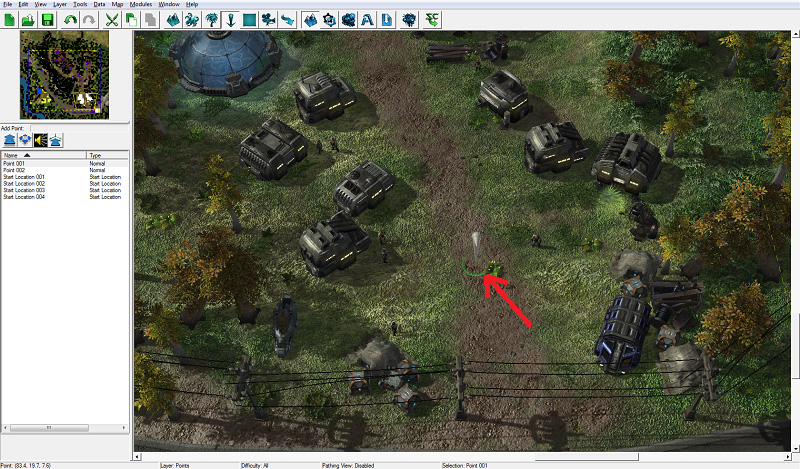 File Edit View Layer Tools Data Map Modules Window Help
Add Point:
Name Type
Point 001 Normal
Point 002 Normal
Start Location 001 Start Location
Start Location 002 Start Location
Start Location 003 Start Location
Start Location 004 Start Location
Point: (83.4, 19.7, 7.6) Layer: Points Difficulty: All Pathing View: Disabled Selection: Point 001